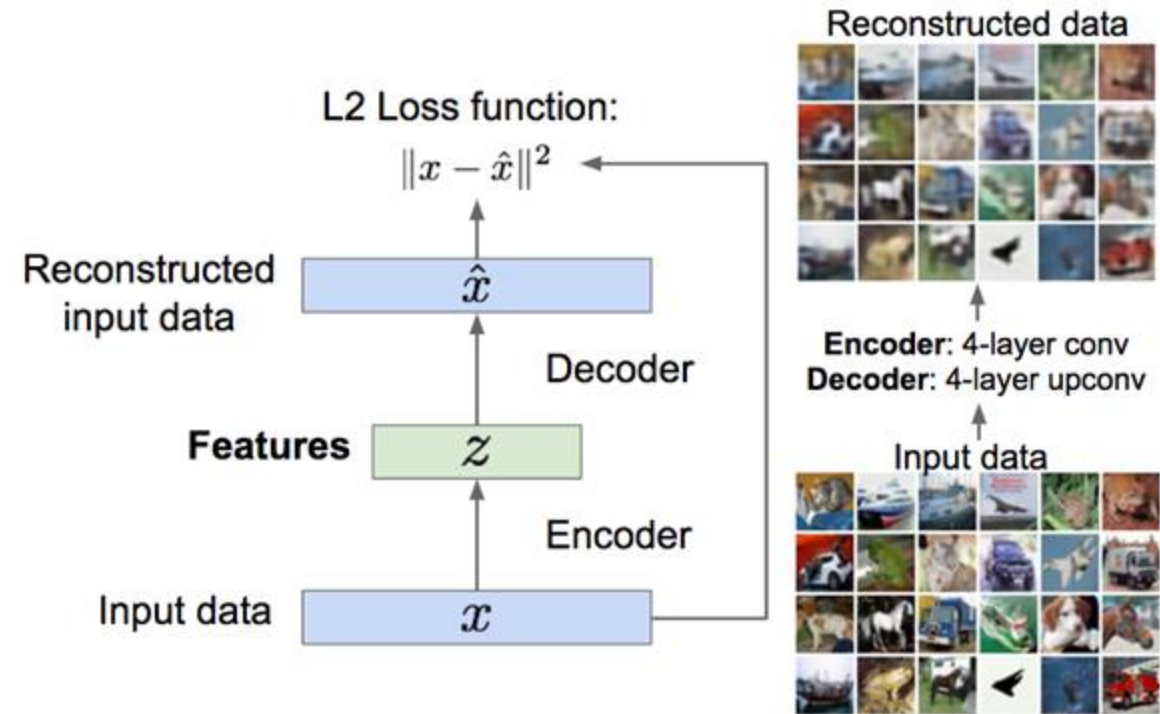 L2 Loss function:
‖x − x̂‖²
Reconstructed
input data
x̂
Decoder
Features
z
Encoder
Input data
x
Reconstructed data
Encoder: 4-layer conv
Decoder: 4-layer upconv
Input data